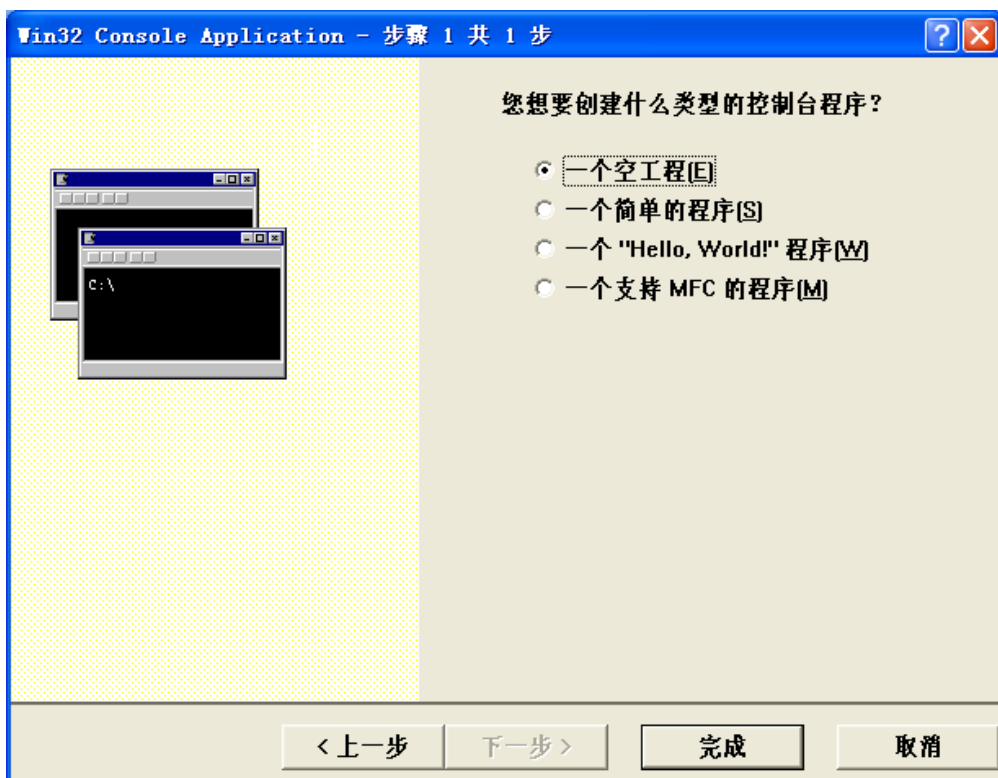 Win32 Console Application - 步骤 1 共 1 步
您想要创建什么类型的控制台程序?
一个空工程(E)
一个简单的程序(S)
一个 "Hello, World!" 程序(W)
一个支持 MFC 的程序(M)
C:\
< 上一步
下一步 >
完成
取消